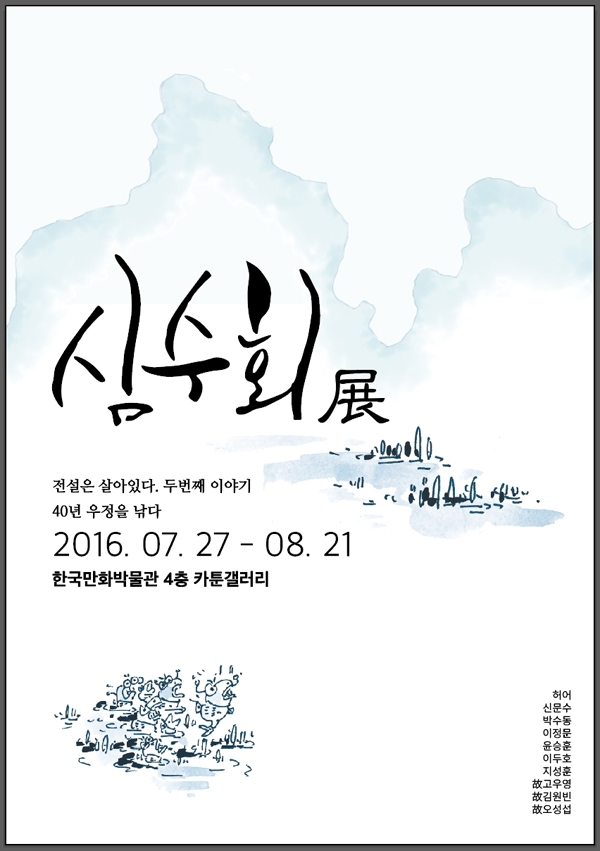 심수회展
전설은 살아있다. 두번째 이야기
40년 우정을 낚다
2016. 07. 27 - 08. 21
한국만화박물관 4층 카툰갤러리
허어
신문수
박수동
이정문
윤승훈
이두호
지성훈
故고우영
故김원빈
故오성섭